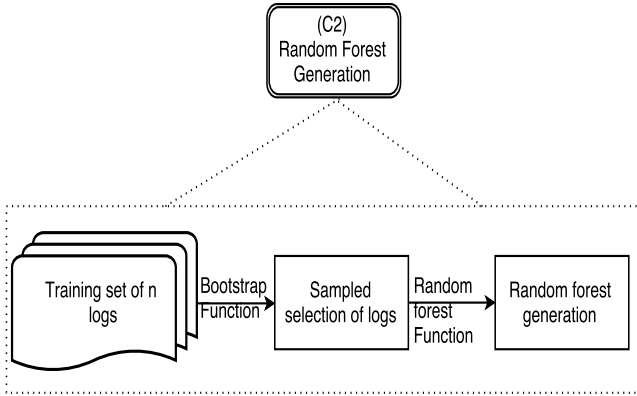 (C2)
Random Forest
Generation
Training set of n
logs
Bootstrap
Function
Sampled
selection of logs
Random
forest
Function
Random forest
generation